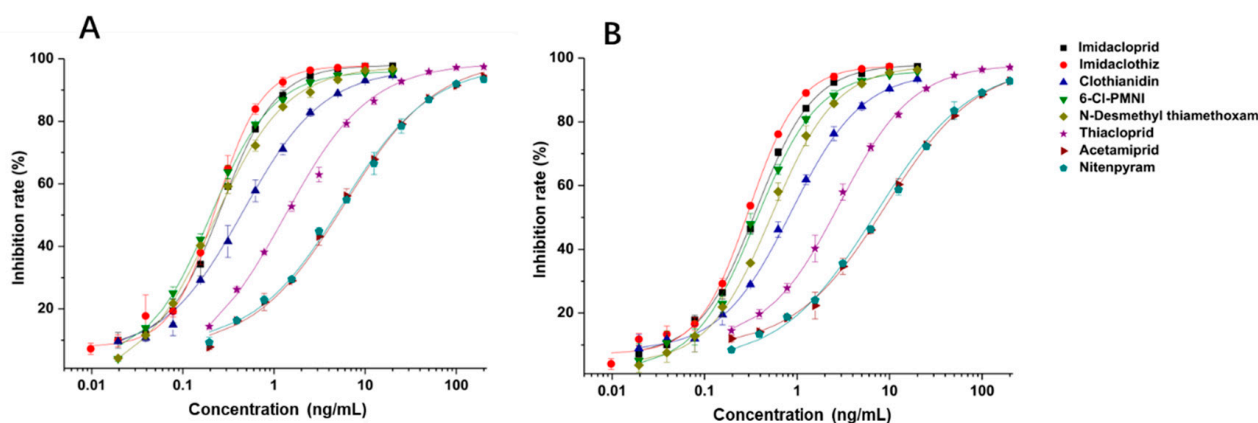 A
Inhibition rate (%)
100
80
60
40
20
0.01 0.1 1 10 100
Concentration (ng/mL)
B
Inhibition rate (%)
100
80
60
40
20
0.01 0.1 1 10 100
Concentration (ng/mL)
Imidacloprid
Imidaclothiz
Clothianidin
6-Cl-PMNI
N-Desmethyl thiamethoxam
Thiacloprid
Acetamiprid
Nitenpyram